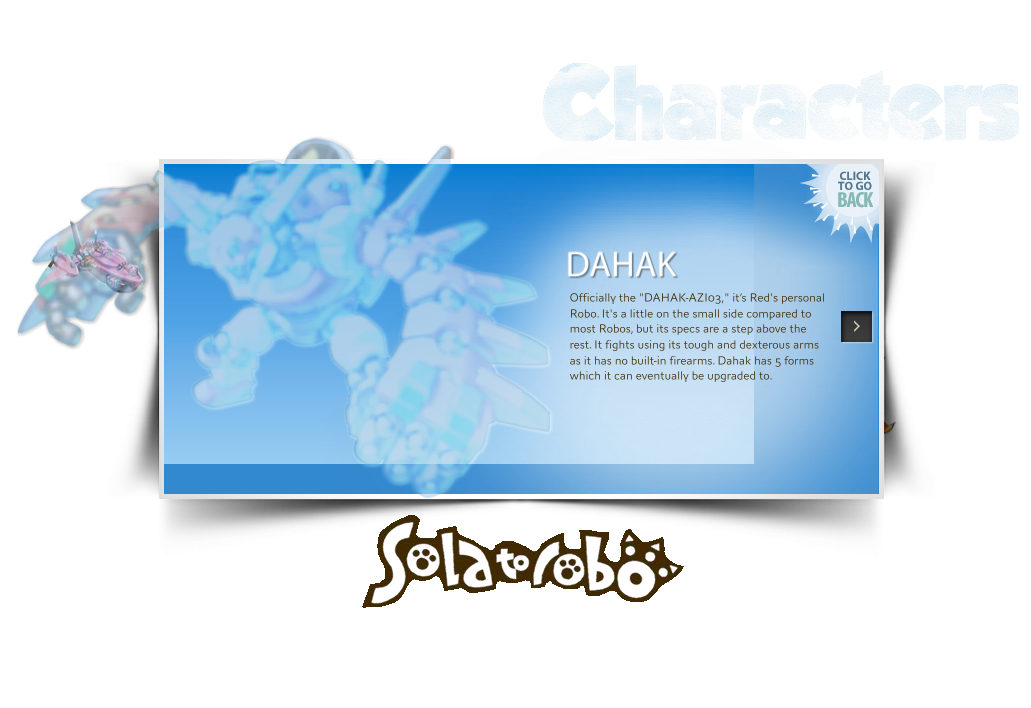 Characters
CLICK
TO GO
BACK
DAHAK
Officially the "DAHAK-AZI03," it's Red's personal
Robo. It's a little on the small side compared to
most Robos, but its specs are a step above the
rest. It fights using its tough and dexterous arms
as it has no built-in firearms. Dahak has 5 forms
which it can eventually be upgraded to.
Solatorobo